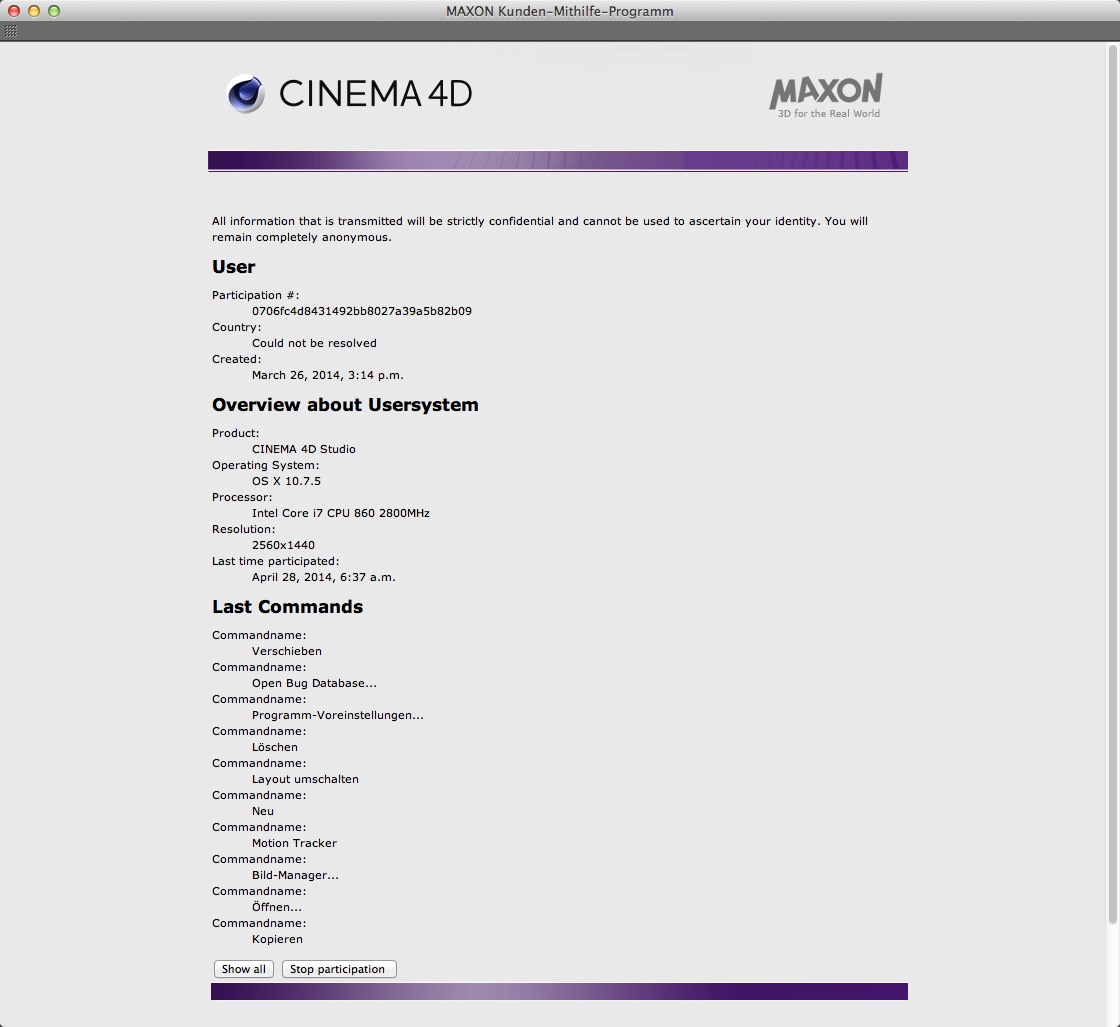 MAXON Kunden-Mithilfe-Programm
CINEMA 4D
MAXON
3D for the Real World
All information that is transmitted will be strictly confidential and cannot be used to ascertain your identity. You will
remain completely anonymous.
User
Participation #:
0706fc4d8431492bb8027a39a5b82b09
Country:
Could not be resolved
Created:
March 26, 2014, 3:14 p.m.
Overview about Usersystem
Product:
CINEMA 4D Studio
Operating System:
OS X 10.7.5
Processor:
Intel Core i7 CPU 860 2800MHz
Resolution:
2560x1440
Last time participated:
April 28, 2014, 6:37 a.m.
Last Commands
Commandname:
Verschieben
Commandname:
Open Bug Database...
Commandname:
Programm-Voreinstellungen...
Commandname:
Löschen
Commandname:
Layout umschalten
Commandname:
Neu
Commandname:
Motion Tracker
Commandname:
Bild-Manager...
Commandname:
Öffnen...
Commandname:
Kopieren
Show all Stop participation